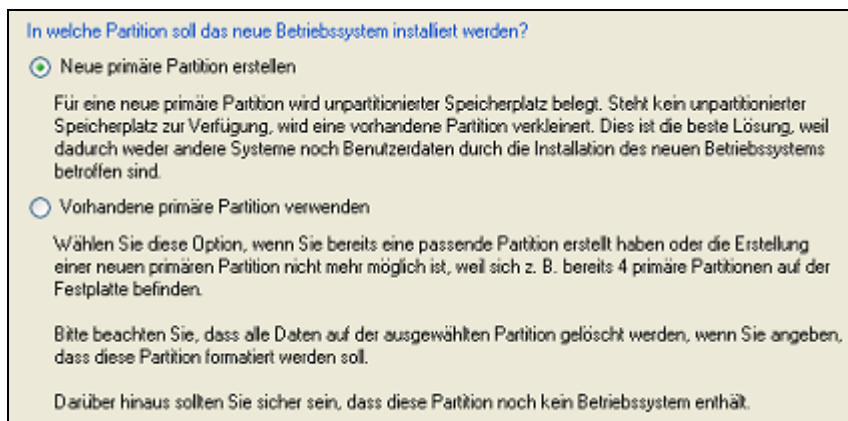 In welche Partition soll das neue Betriebssystem installiert werden?
Neue primäre Partition erstellen
Für eine neue primäre Partition wird unpartitionierter Speicherplatz belegt. Steht kein unpartitionierter
Speicherplatz zur Verfügung, wird eine vorhandene Partition verkleinert. Dies ist die beste Lösung, weil
dadurch weder andere Systeme noch Benutzerdaten durch die Installation des neuen Betriebssystems
betroffen sind.
Vorhandene primäre Partition verwenden
Wählen Sie diese Option, wenn Sie bereits eine passende Partition erstellt haben oder die Erstellung
einer neuen primären Partition nicht mehr möglich ist, weil sich z. B. bereits 4 primäre Partitionen auf der
Festplatte befinden.
Bitte beachten Sie, dass alle Daten auf der ausgewählten Partition gelöscht werden, wenn Sie angeben,
dass diese Partition formatiert werden soll.
Darüber hinaus sollten Sie sicher sein, dass diese Partition noch kein Betriebssystem enthält.